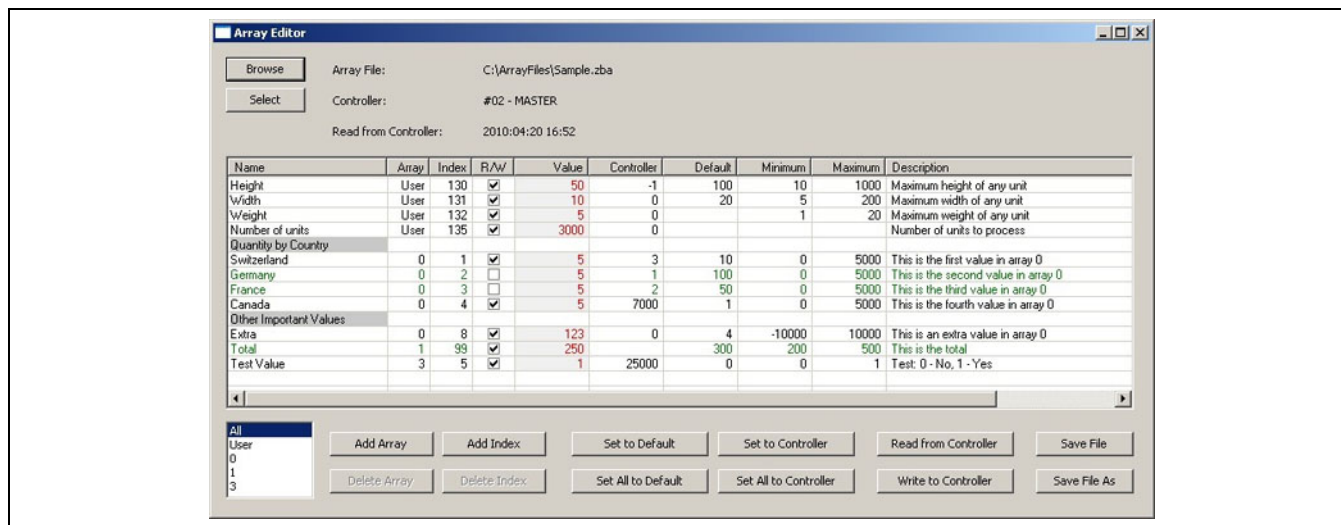 Array Editor
Browse Array File: C:\ArrayFiles\Sample.zba
Select Controller: #02 - MASTER
Read from Controller: 2010:04:20 16:52
Name Array Index R/W Value Controller Default Minimum Maximum Description
Height User 130 50 -1 100 10 1000 Maximum height of any unit
Width User 131 10 0 20 5 200 Maximum width of any unit
Weight User 132 5 0 1 20 Maximum weight of any unit
Number of units User 135 3000 0 Number of units to process
Quantity by Country
Switzerland 0 1 5 3 10 0 5000 This is the first value in array 0
Germany 0 2 5 1 100 0 5000 This is the second value in array 0
France 0 3 5 2 50 0 5000 This is the third value in array 0
Canada 0 4 5 7000 1 0 5000 This is the fourth value in array 0
Other Important Values
Extra 0 8 123 0 4 -10000 10000 This is an extra value in array 0
Total 1 99 250 300 200 500 This is the total
Test Value 3 5 1 25000 0 0 1 Test: 0 - No, 1 - Yes
All
User
0
1
3
Add Array Add Index Set to Default Set to Controller Read from Controller Save File
Delete Array Delete Index Set All to Default Set All to Controller Write to Controller Save File As